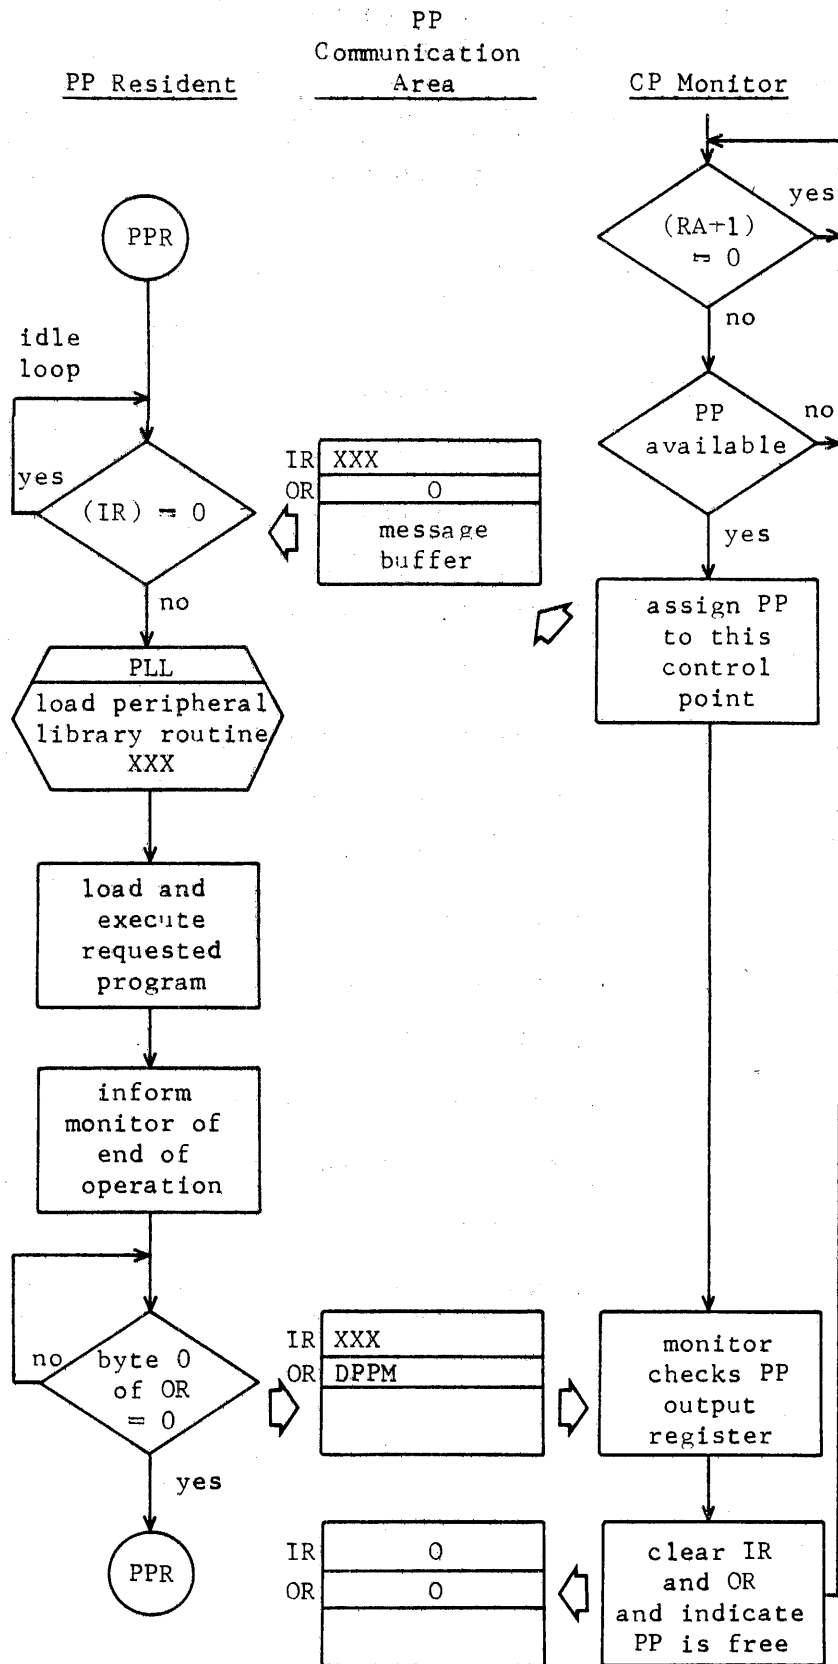 PP
Communication
Area
PP Resident
CP Monitor
PPR
idle
loop
yes
(IR) = 0
no
PLL
load peripheral
library routine
XXX
load and
execute
requested
program
inform
monitor of
end of
operation
no
byte 0
of OR
= 0
yes
PPR
IR XXX
OR 0
message
buffer
IR XXX
OR DPPM
IR 0
OR 0
(RA+1)
= 0
yes
no
PP
available
no
yes
assign PP
to this
control
point
monitor
checks PP
output
register
clear IR
and OR
and indicate
PP is free